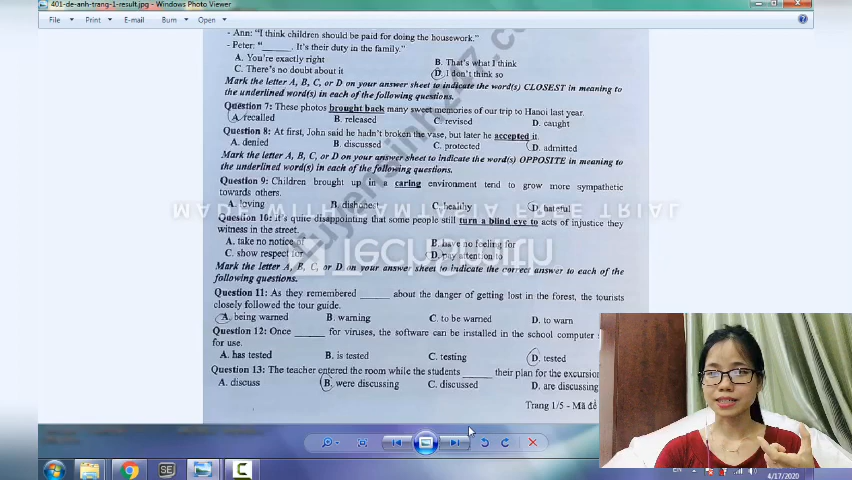 401-de-anh-trang-1-result.jpg - Windows Photo Viewer
File Print E-mail Burn Open
- Ann: "I think children should be paid for doing the housework."
- Peter: "______. It's their duty in the family."
A. You're exactly right B. That's what I think
C. There's no doubt about it D. I don't think so
Mark the letter A, B, C, or D on your answer sheet to indicate the word(s) CLOSEST in meaning to
the underlined word(s) in each of the following questions.
Question 7: These photos brought back many sweet memories of our trip to Hanoi last year.
A. recalled B. released C. revised D. caught
Question 8: At first, John said he hadn't broken the vase, but later he accepted it.
A. denied B. discussed C. protected D. admitted
Mark the letter A, B, C, or D on your answer sheet to indicate the word(s) OPPOSITE in meaning to
the underlined word(s) in each of the following questions.
Question 9: Children brought up in a caring environment tend to grow more sympathetic
towards others.
A. loving B. dishonest C. healthy D. hateful
MADE WITH CAMTASIA FREE TRIAL
Question 10: It's quite disappointing that some people still turn a blind eye to acts of injustice they
witness in the street.
A. take no notice of B. have no feeling for
C. show respect for D. pay attention to
Mark the letter A, B, C, or D on your answer sheet to indicate the correct answer to each of the
following questions.
Question 11: As they remembered ______ about the danger of getting lost in the forest, the tourists
closely followed the tour guide.
A. being warned B. warning C. to be warned D. to warn
Question 12: Once ______ for viruses, the software can be installed in the school computer
for use.
A. has tested B. is tested C. testing D. tested
Question 13: The teacher entered the room while the students ______ their plan for the excursion
A. discuss B. were discussing C. discussed D. are discussing
Trang 1/5 - Mã đề
EN
4/17/2020